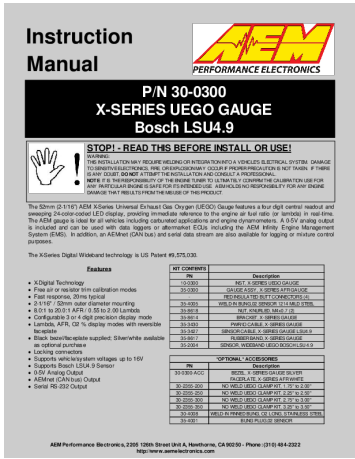 Instruction
Manual
AEM
PERFORMANCE ELECTRONICS
P/N 30-0300
X-SERIES UEGO GAUGE
Bosch LSU4.9
STOP! - READ THIS BEFORE INSTALL OR USE!
WARNING:
THIS INSTALLATION MAY REQUIRE WELDING OR INTEGRATION INTO A VEHICLE'S ELECTRICAL SYSTEM. DAMAGE
TO SENSITIVE ELECTRONICS, FIRE OR EXPLOSION MAY OCCUR IF PROPER PRECAUTION IS NOT TAKEN. IF THERE
IS ANY DOUBT, DO NOT ATTEMPT THE INSTALLATION AND CONSULT A PROFESSIONAL.
NOTE: IT IS THE RESPONSIBILITY OF THE ENGINE TUNER TO ULTIMATELY CONFIRM THE CALIBRATION USE FOR
ANY PARTICULAR ENGINE IS SAFE FOR ITS INTENDED USE. AEM HOLDS NO RESPONSIBILITY FOR ANY ENGINE
DAMAGE THAT RESULTS FROM THE MISUSE OF THIS PRODUCT.
The 52mm (2-1/16") AEM X-Series Universal Exhaust Gas Oxygen (UEGO) Gauge features a four digit central readout and
sweeping 24-color-coded LED display, providing immediate reference to the engine air fuel ratio (or lambda) in real-time.
The AEM gauge is ideal for all vehicles including carbureted applications and engine dynamometers. A 0-5V analog output
is included and can be used with data loggers or aftermarket ECUs including the AEM Infinity Engine Management
System (EMS). In addition, an AEMnet (CAN bus) and serial data stream are also available for logging or mixture control
purposes.
The X-Series Digital Wideband technology is US Patent #9,575,030.
Features
• X-Digital Technology
• Free air or resistor trim calibration modes
• Fast response, 20ms typical
• 2-1/16" / 52mm outer diameter mounting
• 8.0:1 to 20.0:1 AFR / 0.55 to 2.00 Lambda
• Configurable 3 or 4 digit precision display mode
• Lambda, AFR, O2 % display modes with reversible
faceplate
• Black bezel/faceplate supplied; Silver/white available
as optional purchase
• Locking connectors
• Supports vehicle/system voltages up to 16V
• Supports Bosch LSU4.9 Sensor
• 0-5V Analog Output
• AEMnet (CAN bus) Output
• Serial RS-232 Output
KIT CONTENTS
PN Description
10-0300 INST, X-SERIES UEGO GAUGE
30-0300 GAUGE ASSY, X-SERIES AFR GAUGE
RED INSULATED BUTT CONNECTORS (4)
35-4005 WELD IN BUNG, O2 SENSOR
35-8618 NUT, KNURLED
35-8614 BRACKET, X-SERIES GAUGE
35-3430 PWR/IO CABLE, X-SERIES GAUGE
35-3427 SENSOR CABLE, X-SERIES GAUGE LSU4.9
35-8617 RUBBER BAND, X-SERIES GAUGE
30-2004 SENSOR, WIDEBAND UEGO BOSCH LSU 4.9
"OPTIONAL" ACCESSORIES
PN Description
30-0300-ACC BEZEL, X-SERIES GAUGE SILVER
FACEPLATE, X-SERIES AFR WHITE
30-2355-200 NO WELD UEGO BUNG CLAMP KIT, 1.75" to 2.00"
30-2355-250 NO WELD UEGO BUNG CLAMP KIT, 2.25" to 2.50"
30-2355-300 NO WELD UEGO BUNG CLAMP KIT, 2.75" to 3.00"
30-2355-350 NO WELD UEGO BUNG CLAMP KIT, 3.25" to 3.50"
30-4008 WELD IN FINNED BUNG, O2 LONG, STAINLESS STEEL
35-4001 BUNG PLUG, O2 SENSOR
AEM Performance Electronics, 2205 126th Street Unit A, Hawthorne, CA 90250 - Phone: (310) 484-2322
http://www.aemelectronics.com